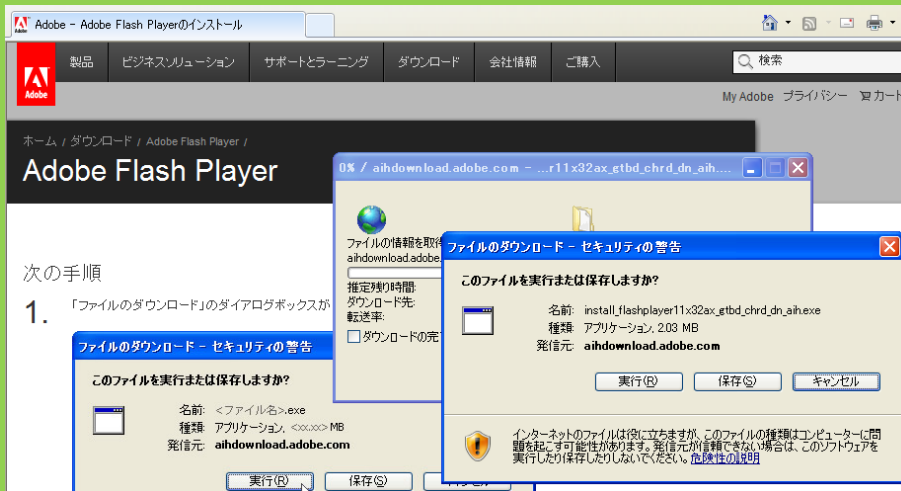 Adobe - Adobe Flash Playerのインストール
Adobe
製品 ビジネスソリューション サポートとラーニング ダウンロード 会社情報 ご購入
検索
My Adobe プライバシー カート
ホーム / ダウンロード / Adobe Flash Player /
Adobe Flash Player
0% / aihdownload.adobe.com - ...r11x32ax_gtbd_chrd_dn_aih....
ファイルの情報を取得
aihdownload.adobe.
推定残り時間:
ダウンロード先:
転送率:
ダウンロードの完
ファイルのダウンロード - セキュリティの警告
このファイルを実行または保存しますか?
名前: install_flashplayer11x32ax_gtbd_chrd_dn_aih.exe
種類: アプリケーション, 2.03 MB
発信元: aihdownload.adobe.com
実行(R) 保存(S) キャンセル
インターネットのファイルは役に立ちますが、このファイルの種類はコンピューターに問
題を起こす可能性があります。発信元が信頼できない場合は、このソフトウェアを
実行したり保存したりしないでください。危険性の説明
次の手順
1. 「ファイルのダウンロード」のダイアログボックスが
ファイルのダウンロード - セキュリティの警告
このファイルを実行または保存しますか?
名前: <ファイル名>.exe
種類: アプリケーション, <xx.xx> MB
発信元: aihdownload.adobe.com
実行(R) 保存(S)